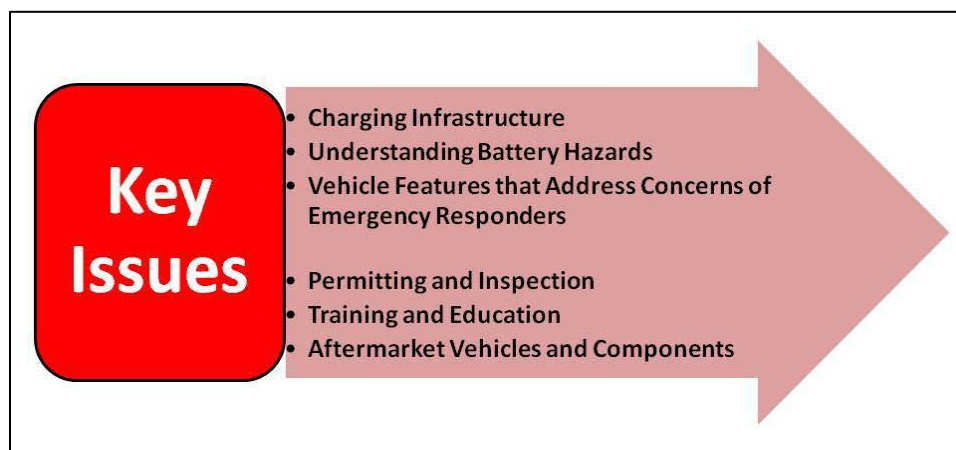 Key
Issues
• Charging Infrastructure
• Understanding Battery Hazards
• Vehicle Features that Address Concerns of
Emergency Responders
• Permitting and Inspection
• Training and Education
• Aftermarket Vehicles and Components